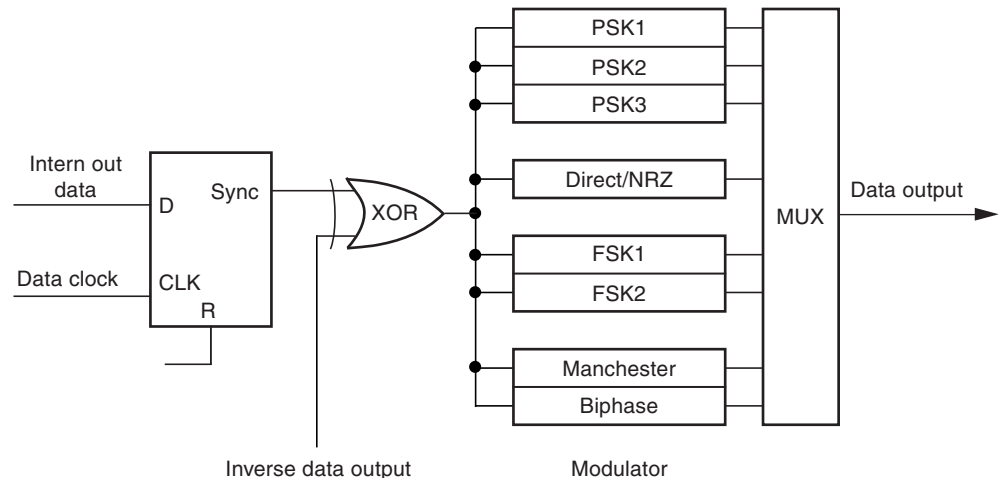 PSK1
PSK2
PSK3
Intern out
data
Sync
D
XOR
Direct/NRZ
MUX
Data output
Data clock
CLK
R
FSK1
FSK2
Manchester
Biphase
Inverse data output
Modulator